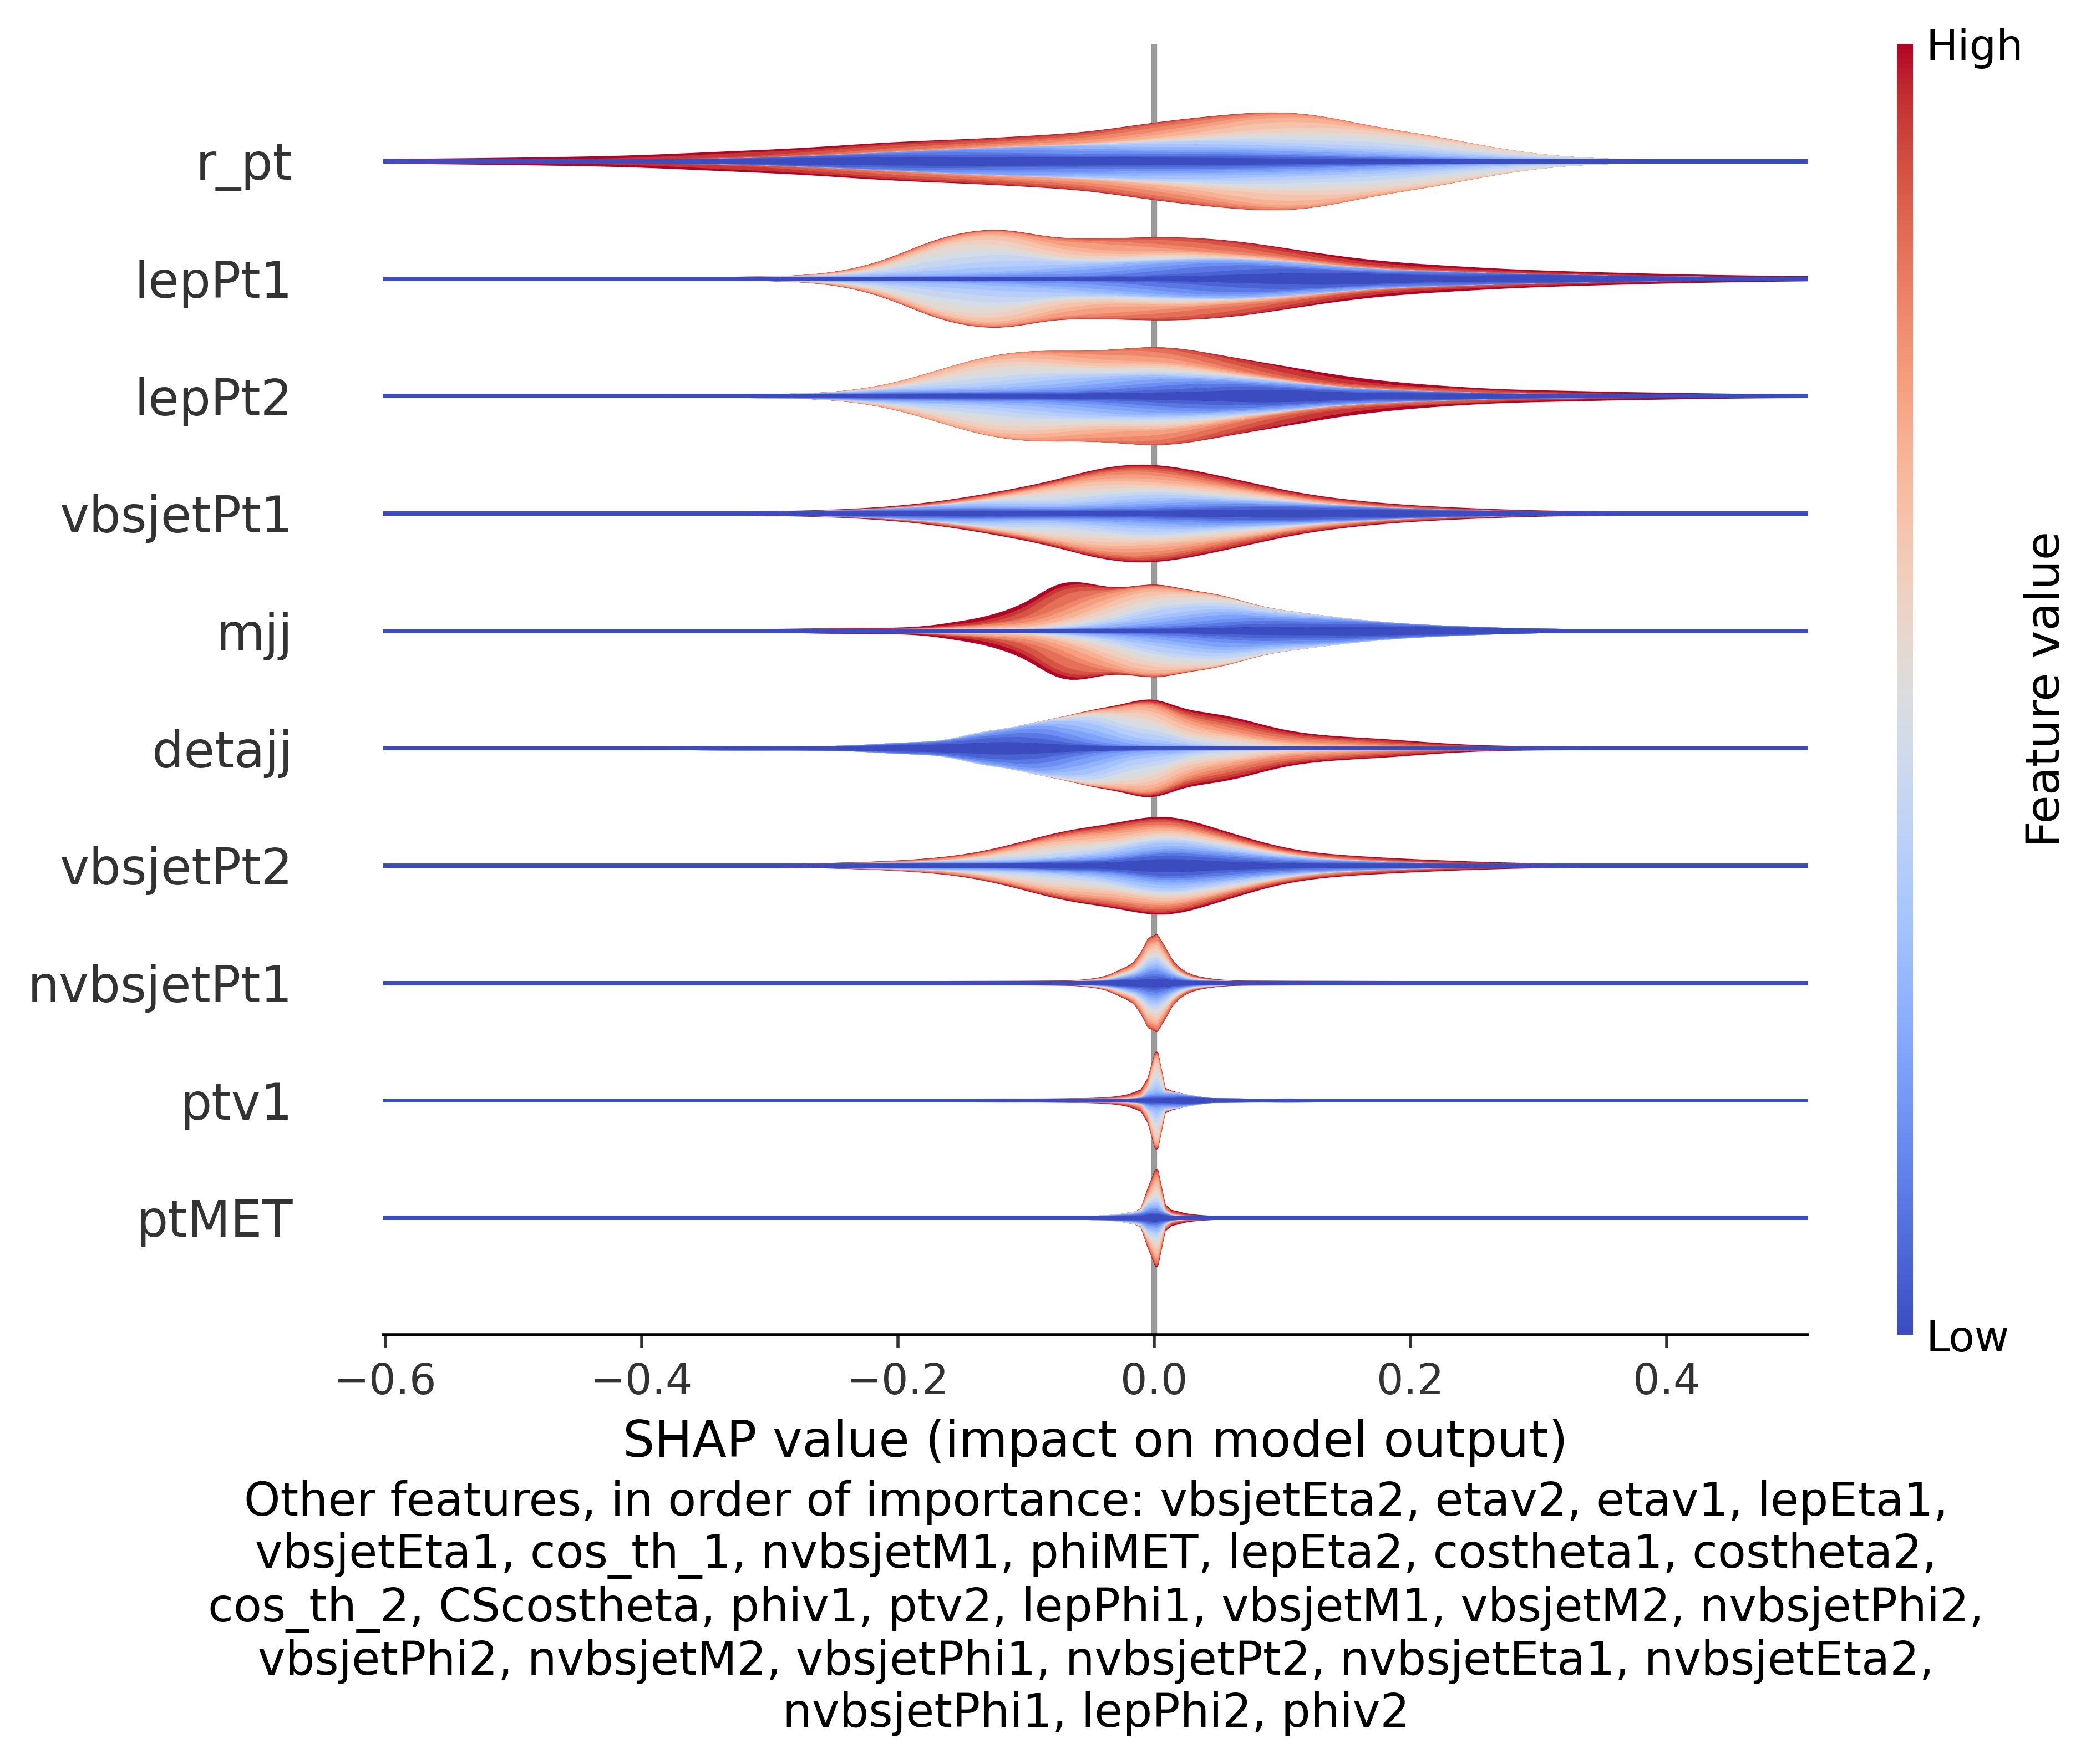 High
r_pt
lepPt1
lepPt2
vbsjetPt1
mjj
detajj
vbsjetPt2
nvbsjetPt1
ptv1
ptMET
Feature value
Low
−0.6 −0.4 −0.2 0.0 0.2 0.4
SHAP value (impact on model output)
Other features, in order of importance: vbsjetEta2, etav2, etav1, lepEta1,
vbsjetEta1, cos_th_1, nvbsjetM1, phiMET, lepEta2, costheta1, costheta2,
cos_th_2, CScostheta, phiv1, ptv2, lepPhi1, vbsjetM1, vbsjetM2, nvbsjetPhi2,
vbsjetPhi2, nvbsjetM2, vbsjetPhi1, nvbsjetPt2, nvbsjetEta1, nvbsjetEta2,
nvbsjetPhi1, lepPhi2, phiv2